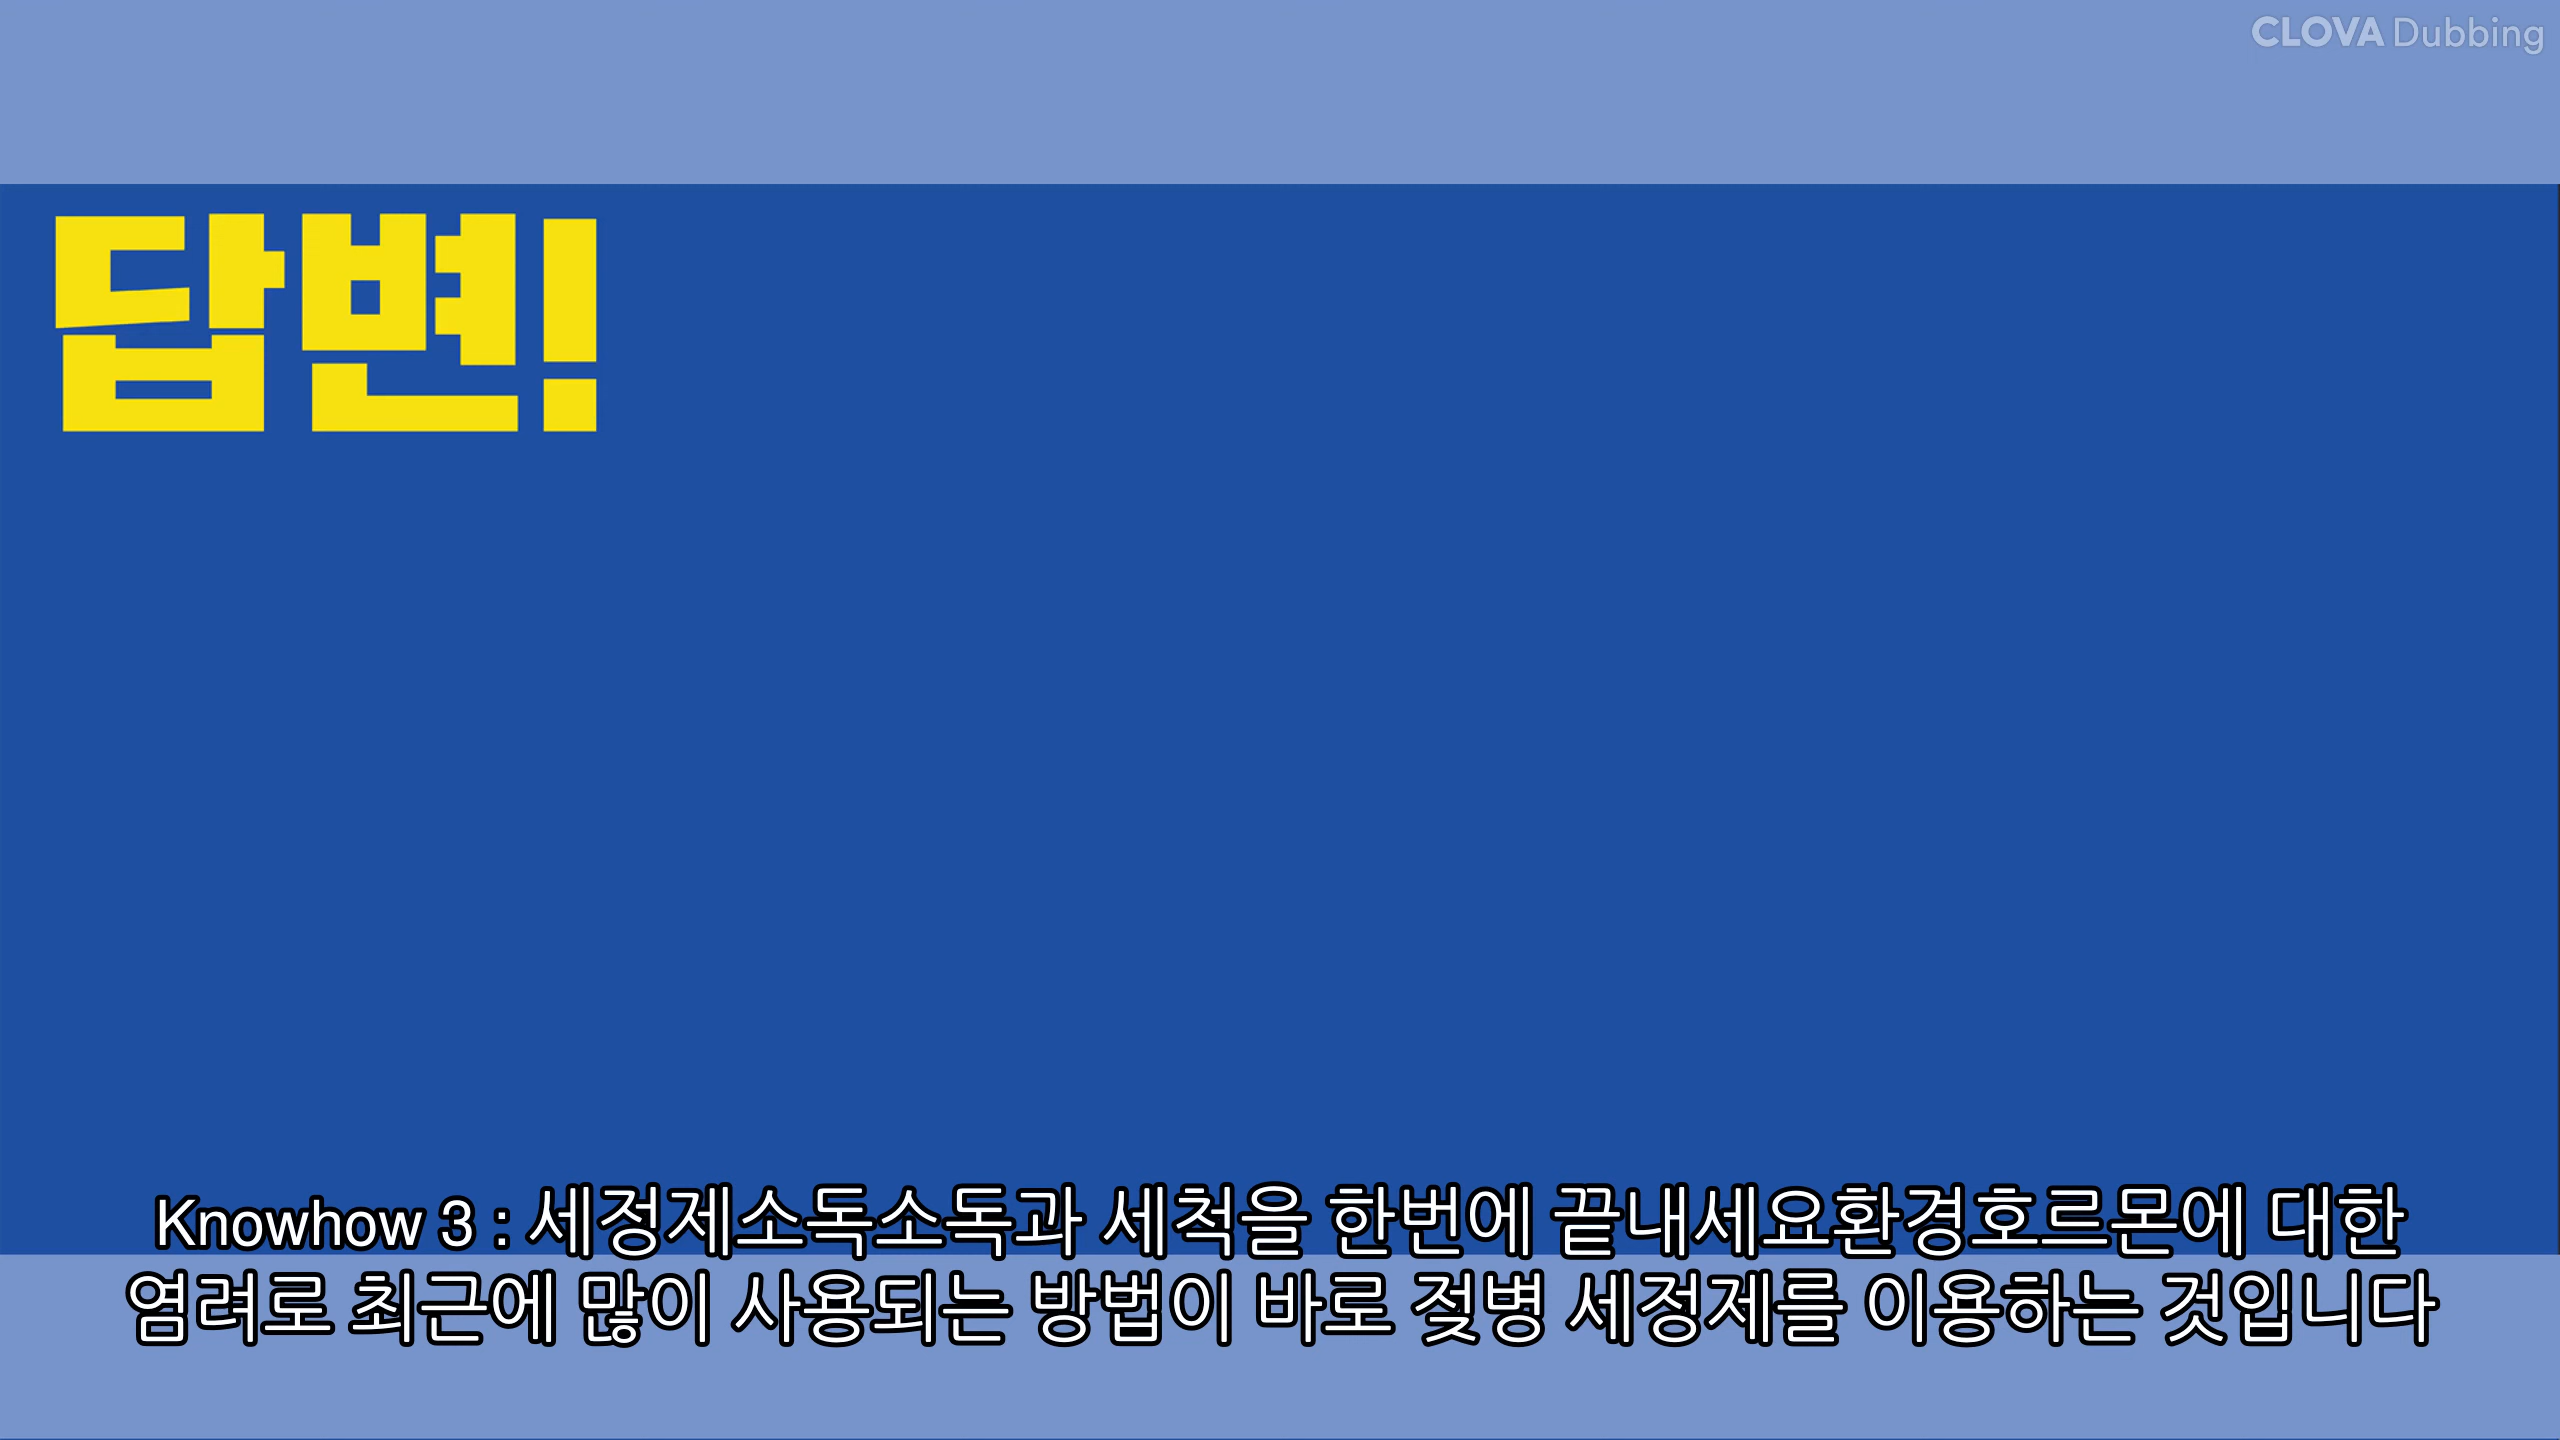 CLOVA Dubbing
답변!
Knowhow 3 : 세정제소독소독과 세척을 한번에 끝내세요환경호르몬에 대한
염려로 최근에 많이 사용되는 방법이 바로 젖병 세정제를 이용하는 것입니다